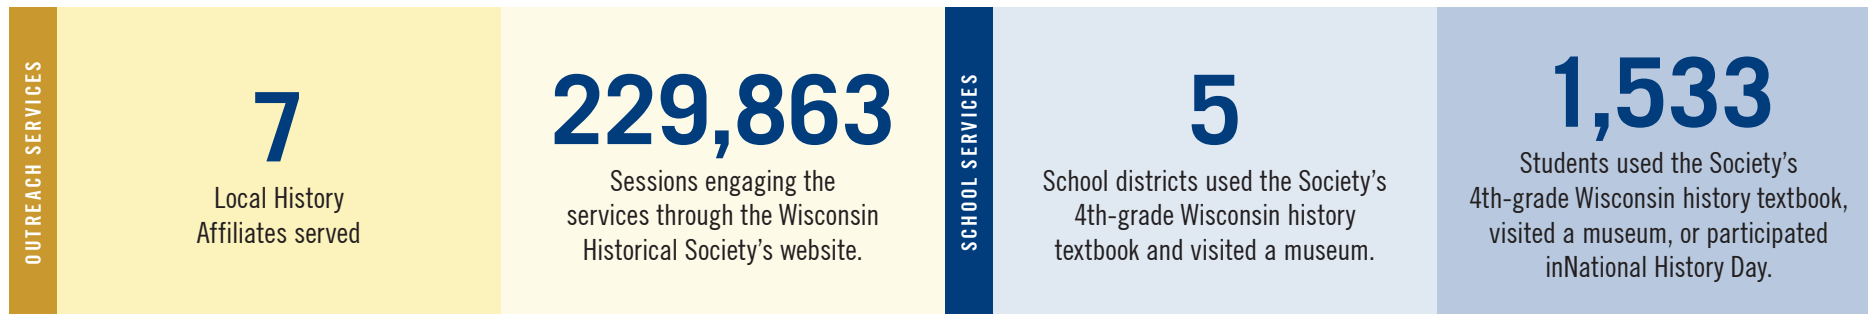 OUTREACH SERVICES
7
Local History
Affiliates served
229,863
Sessions engaging the
services through the Wisconsin
Historical Society's website.
SCHOOL SERVICES
5
School districts used the Society's
4th-grade Wisconsin history
textbook and visited a museum.
1,533
Students used the Society's
4th-grade Wisconsin history textbook,
visited a museum, or participated
inNational History Day.